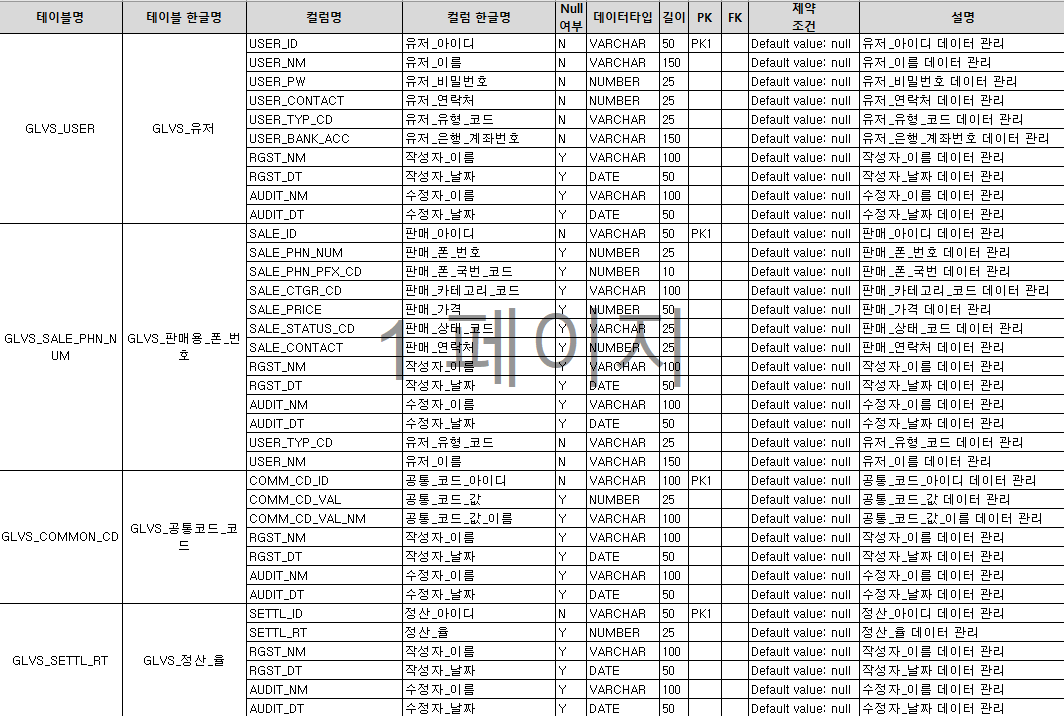 테이블명 테이블 한글명 컬럼명 컬럼 한글명 Null 여부 데이터타입 길이 PK FK 제약 조건 설명
GLVS_USER GLVS_유저
USER_ID 유저_아이디 N VARCHAR 50 PK1 Default value: null 유저_아이디 데이터 관리
USER_NM 유저_이름 N VARCHAR 150 Default value: null 유저_이름 데이터 관리
USER_PW 유저_비밀번호 N NUMBER 25 Default value: null 유저_비밀번호 데이터 관리
USER_CONTACT 유저_연락처 N NUMBER 25 Default value: null 유저_연락처 데이터 관리
USER_TYP_CD 유저_유형_코드 N VARCHAR 25 Default value: null 유저_유형_코드 데이터 관리
USER_BANK_ACC 유저_은행_계좌번호 N VARCHAR 150 Default value: null 유저_은행_계좌번호 데이터 관리
RGST_NM 작성자_이름 Y VARCHAR 100 Default value: null 작성자_이름 데이터 관리
RGST_DT 작성자_날짜 Y DATE 50 Default value: null 작성자_날짜 데이터 관리
AUDIT_NM 수정자_이름 Y VARCHAR 100 Default value: null 수정자_이름 데이터 관리
AUDIT_DT 수정자_날짜 Y DATE 50 Default value: null 수정자_날짜 데이터 관리
GLVS_SALE_PHN_N
UM
GLVS_판매용_폰_번
호
SALE_ID 판매_아이디 N VARCHAR 50 PK1 Default value: null 판매_아이디 데이터 관리
SALE_PHN_NUM 판매_폰_번호 Y NUMBER 25 Default value: null 판매_폰_번호 데이터 관리
SALE_PHN_PFX_CD 판매_폰_국번_코드 Y NUMBER 10 Default value: null 판매_폰_국번 데이터 관리
SALE_CTGR_CD 판매_카테고리_코드 Y VARCHAR 100 Default value: null 판매_카테고리_코드 데이터 관리
SALE_PRICE 판매_가격 Y NUMBER 50 Default value: null 판매_가격 데이터 관리
SALE_STATUS_CD 판매_상태_코드 Y VARCHAR 25 Default value: null 판매_상태_코드 데이터 관리
SALE_CONTACT 판매_연락처 Y NUMBER 25 Default value: null 판매_연락처 데이터 관리
RGST_NM 작성자_이름 Y VARCHAR 100 Default value: null 작성자_이름 데이터 관리
RGST_DT 작성자_날짜 Y DATE 50 Default value: null 작성자_날짜 데이터 관리
AUDIT_NM 수정자_이름 Y VARCHAR 100 Default value: null 수정자_이름 데이터 관리
AUDIT_DT 수정자_날짜 Y DATE 50 Default value: null 수정자_날짜 데이터 관리
USER_TYP_CD 유저_유형_코드 N VARCHAR 25 Default value: null 유저_유형_코드 데이터 관리
USER_NM 유저_이름 N VARCHAR 150 Default value: null 유저_이름 데이터 관리
1 페이지
GLVS_COMMON_CD
GLVS_공통코드_코
드
COMM_CD_ID 공통_코드_아이디 N VARCHAR 100 PK1 Default value: null 공통_코드_아이디 데이터 관리
COMM_CD_VAL 공통_코드_값 Y NUMBER 25 Default value: null 공통_코드_값 데이터 관리
COMM_CD_VAL_NM 공통_코드_값_이름 Y VARCHAR 100 Default value: null 공통_코드_값_이름 데이터 관리
RGST_NM 작성자_이름 Y VARCHAR 100 Default value: null 작성자_이름 데이터 관리
RGST_DT 작성자_날짜 Y DATE 50 Default value: null 작성자_날짜 데이터 관리
AUDIT_NM 수정자_이름 Y VARCHAR 100 Default value: null 수정자_이름 데이터 관리
AUDIT_DT 수정자_날짜 Y DATE 50 Default value: null 수정자_날짜 데이터 관리
GLVS_SETTL_RT GLVS_정산_율
SETTL_ID 정산_아이디 N VARCHAR 50 PK1 Default value: null 정산_아이디 데이터 관리
SETTL_RT 정산_율 Y NUMBER 25 Default value: null 정산_율 데이터 관리
RGST_NM 작성자_이름 Y VARCHAR 100 Default value: null 작성자_이름 데이터 관리
RGST_DT 작성자_날짜 Y DATE 50 Default value: null 작성자_날짜 데이터 관리
AUDIT_NM 수정자_이름 Y VARCHAR 100 Default value: null 수정자_이름 데이터 관리
AUDIT_DT 수정자_날짜 Y DATE 50 Default value: null 수정자_날짜 데이터 관리